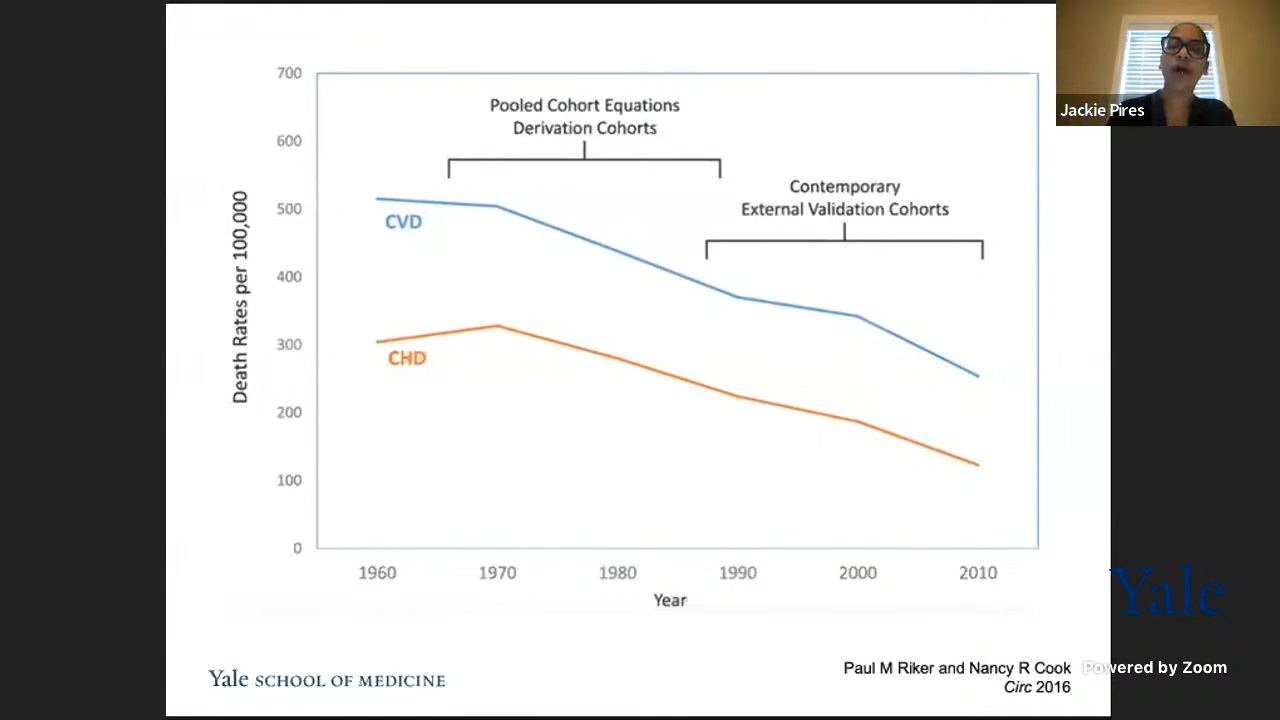 700
600
500
400
300
200
100
0
Death Rates per 100,000
Pooled Cohort Equations
Derivation Cohorts
Contemporary
External Validation Cohorts
CVD
CHD
1960 1970 1980 1990 2000 2010
Year
Yale SCHOOL OF MEDICINE
Paul M Riker and Nancy R Cook
Circ 2016
Jackie Pires
Yale
Powered by Zoom